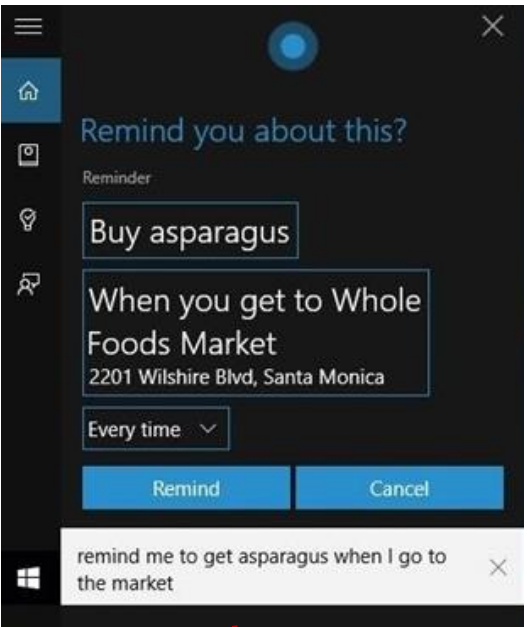 Remind you about this?
Reminder
Buy asparagus
When you get to Whole
Foods Market
2201 Wilshire Blvd, Santa Monica
Every time
Remind Cancel
remind me to get asparagus when I go to
the market